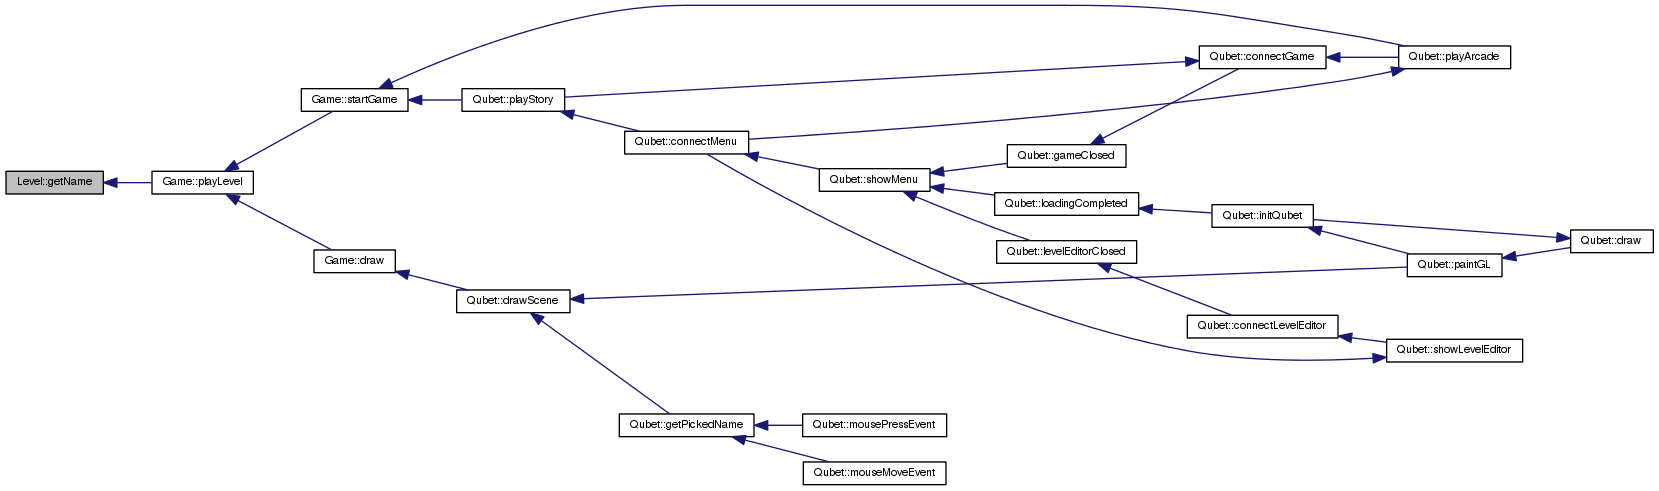 Qubet::connectGame
Qubet::playArcade
Game::startGame
Qubet::playStory
Qubet::connectMenu
Qubet::gameClosed
Level::getName
Game::playLevel
Qubet::showMenu
Qubet::loadingCompleted
Qubet::initQubet
Qubet::draw
Qubet::levelEditorClosed
Game::draw
Qubet::paintGL
Qubet::drawScene
Qubet::connectLevelEditor
Qubet::showLevelEditor
Qubet::getPickedName
Qubet::mousePressEvent
Qubet::mouseMoveEvent